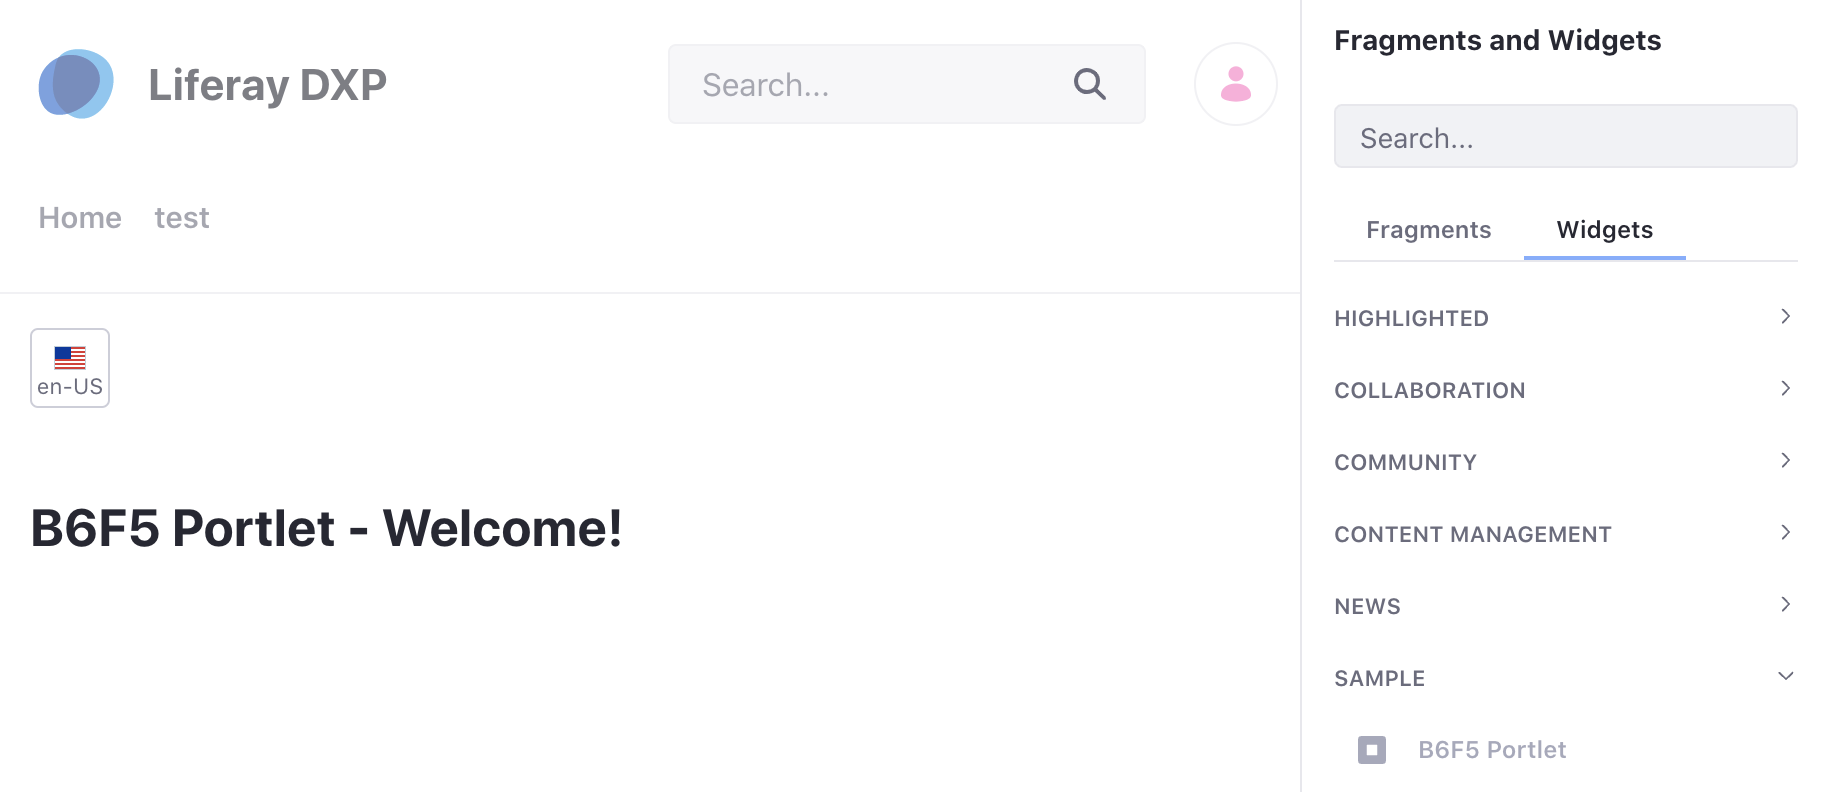 Liferay DXP
Search...
Home test
en-US
B6F5 Portlet - Welcome!
Fragments and Widgets
Search...
Fragments Widgets
HIGHLIGHTED
COLLABORATION
COMMUNITY
CONTENT MANAGEMENT
NEWS
SAMPLE
B6F5 Portlet